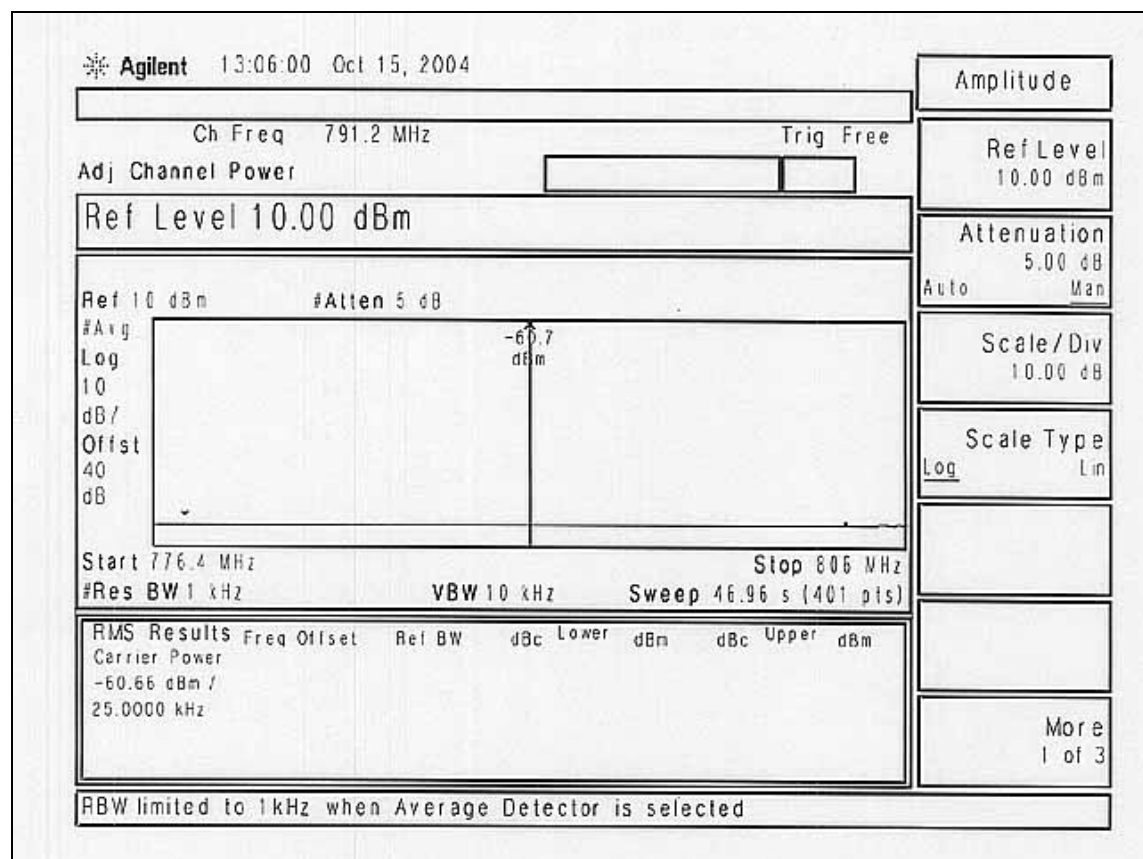 Agilent 13:06:00 Oct 15, 2004
Ch Freq 791.2 MHz Trig Free
Adj Channel Power
Ref Level 10.00 dBm
Ref 10 dBm #Atten 5 dB
#Avg
Log
10
dB/
Offst
40
dB
-60.7
dBm
Start 776.4 MHz Stop 806 MHz
#Res BW 1 kHz VBW 10 kHz Sweep 46.96 s (401 pts)
RMS Results Freq Offset Ref BW dBc Lower dBm dBc Upper dBm
Carrier Power
-60.66 dBm /
25.0000 kHz
RBW limited to 1kHz when Average Detector is selected
Amplitude
Ref Level
10.00 dBm
Attenuation
5.00 dB
Auto Man
Scale/Div
10.00 dB
Scale Type
Log Lin
More
1 of 3